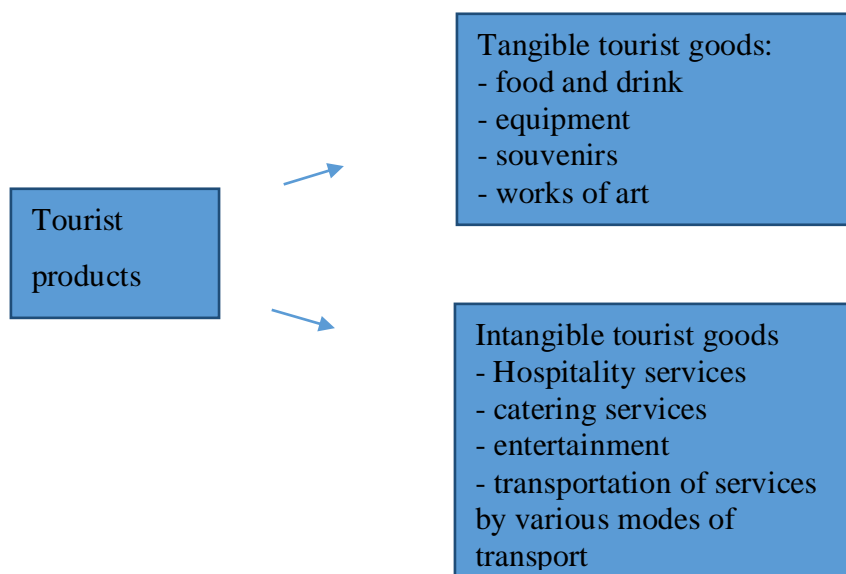 Tourist
products
Tangible tourist goods:
- food and drink
- equipment
- souvenirs
- works of art
Intangible tourist goods
- Hospitality services
- catering services
- entertainment
- transportation of services
by various modes of
transport